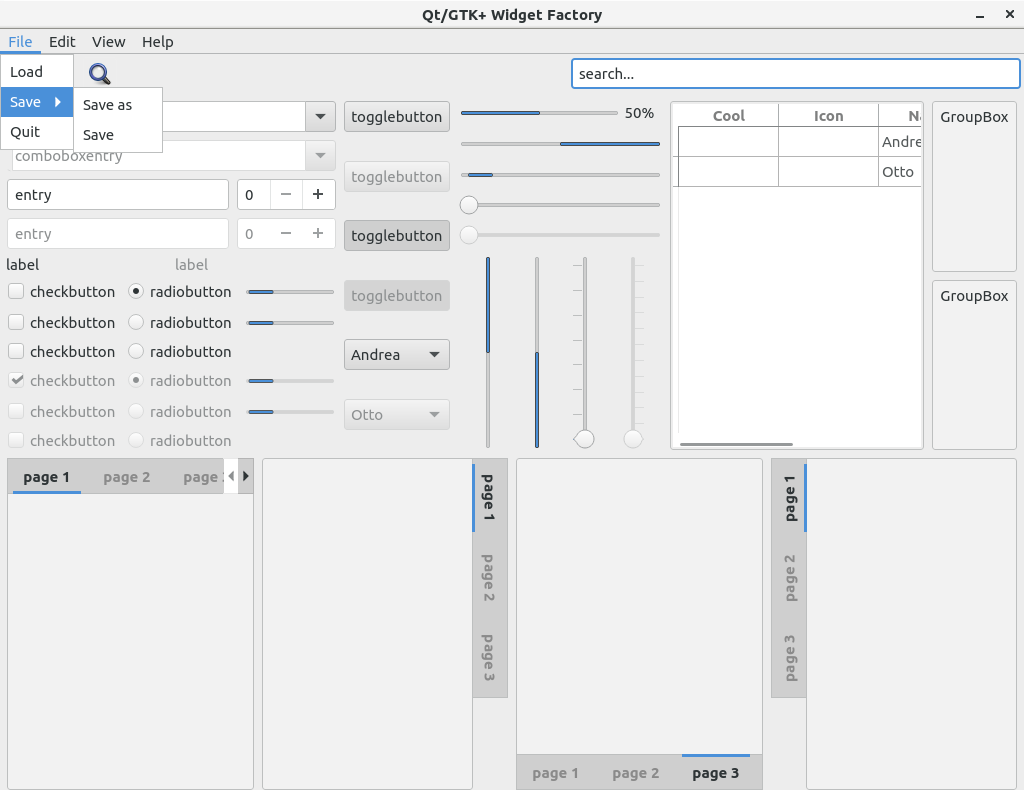 Qt/GTK+ Widget Factory
File Edit View Help
Load
Save
Quit
Save as
Save
search...
comboboxentry
entry
0
entry
0
label
label
checkbutton radiobutton
checkbutton radiobutton
checkbutton radiobutton
checkbutton radiobutton
checkbutton radiobutton
checkbutton radiobutton
togglebutton
togglebutton
togglebutton
togglebutton
Andrea
Otto
50%
Cool Icon
Otto
GroupBox
GroupBox
page 1 page 2 page
page 1
page 2
page 3
page 1 page 2 page 3
page 1
page 2
page 3